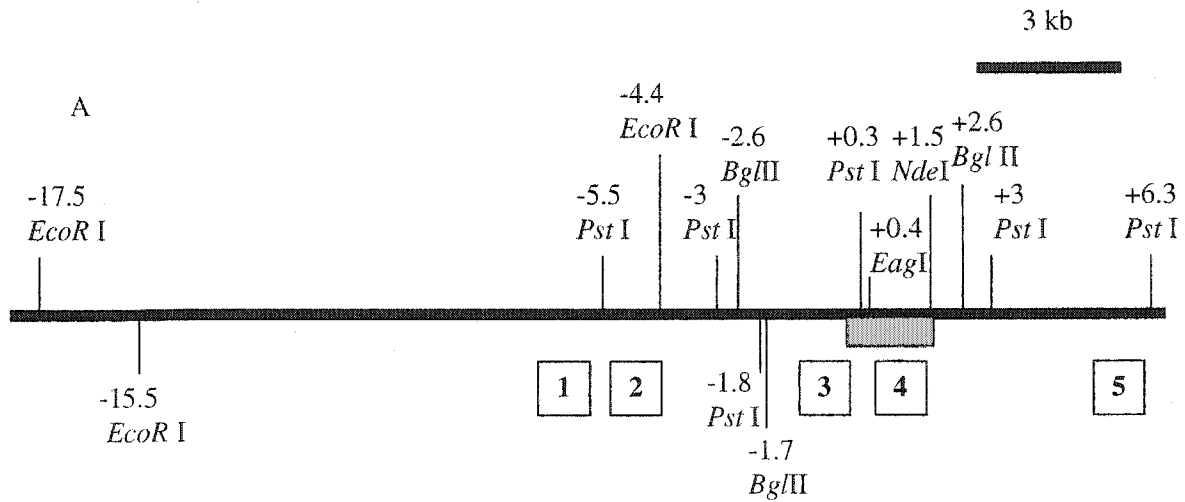 3 kb
A
-4.4
EcoR I
-2.6
BglII
+0.3
Pst I
+1.5
NdeI
+2.6
Bgl II
-17.5
EcoR I
-5.5
Pst I
-3
Pst I
+0.4
EagI
+3
Pst I
+6.3
Pst I
-15.5
EcoR I
1
2
-1.8
Pst I
3
4
5
-1.7
BglII